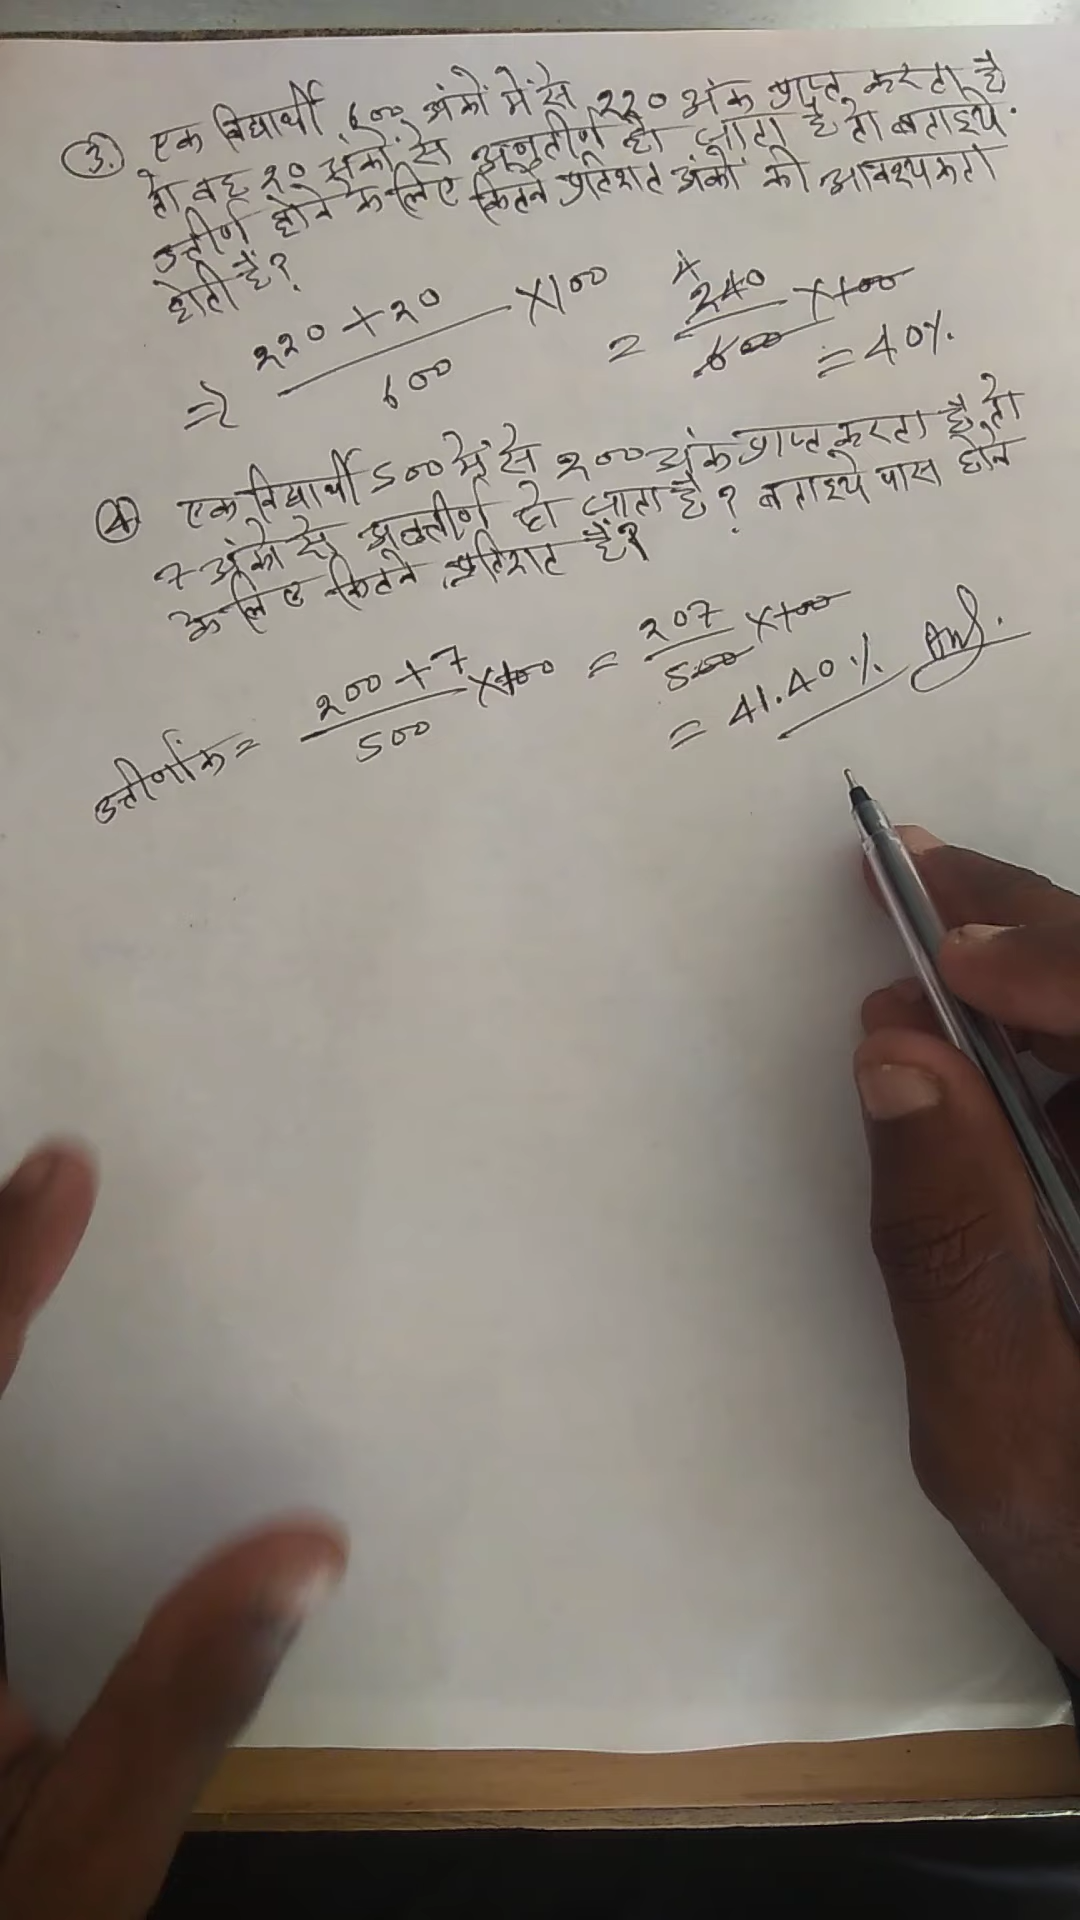 3. एक विद्यार्थी 600 अंकों में से 220 अंक प्राप्त करता है
तो वह 20 अंकों से अनुतीर्ण हो जाता है तो बताइये.
उत्तीर्ण होने के लिए कितने प्रतिशत अंकों की आवश्यकता
होती है?
⇒ 220+20/600 ×100 = 4 240/600 ×100
= 40%.
4 एक विद्यार्थी 500 में से 200 अंक प्राप्त करता है, तो
7 अंको से अनुतीर्ण हो जाता है? बताइये पास होने
के लिए कितने प्रतिशत हैं?
उत्तीर्णांक = 200+7/500 ×100 = 207/500 ×100
= 41.40% Ans.